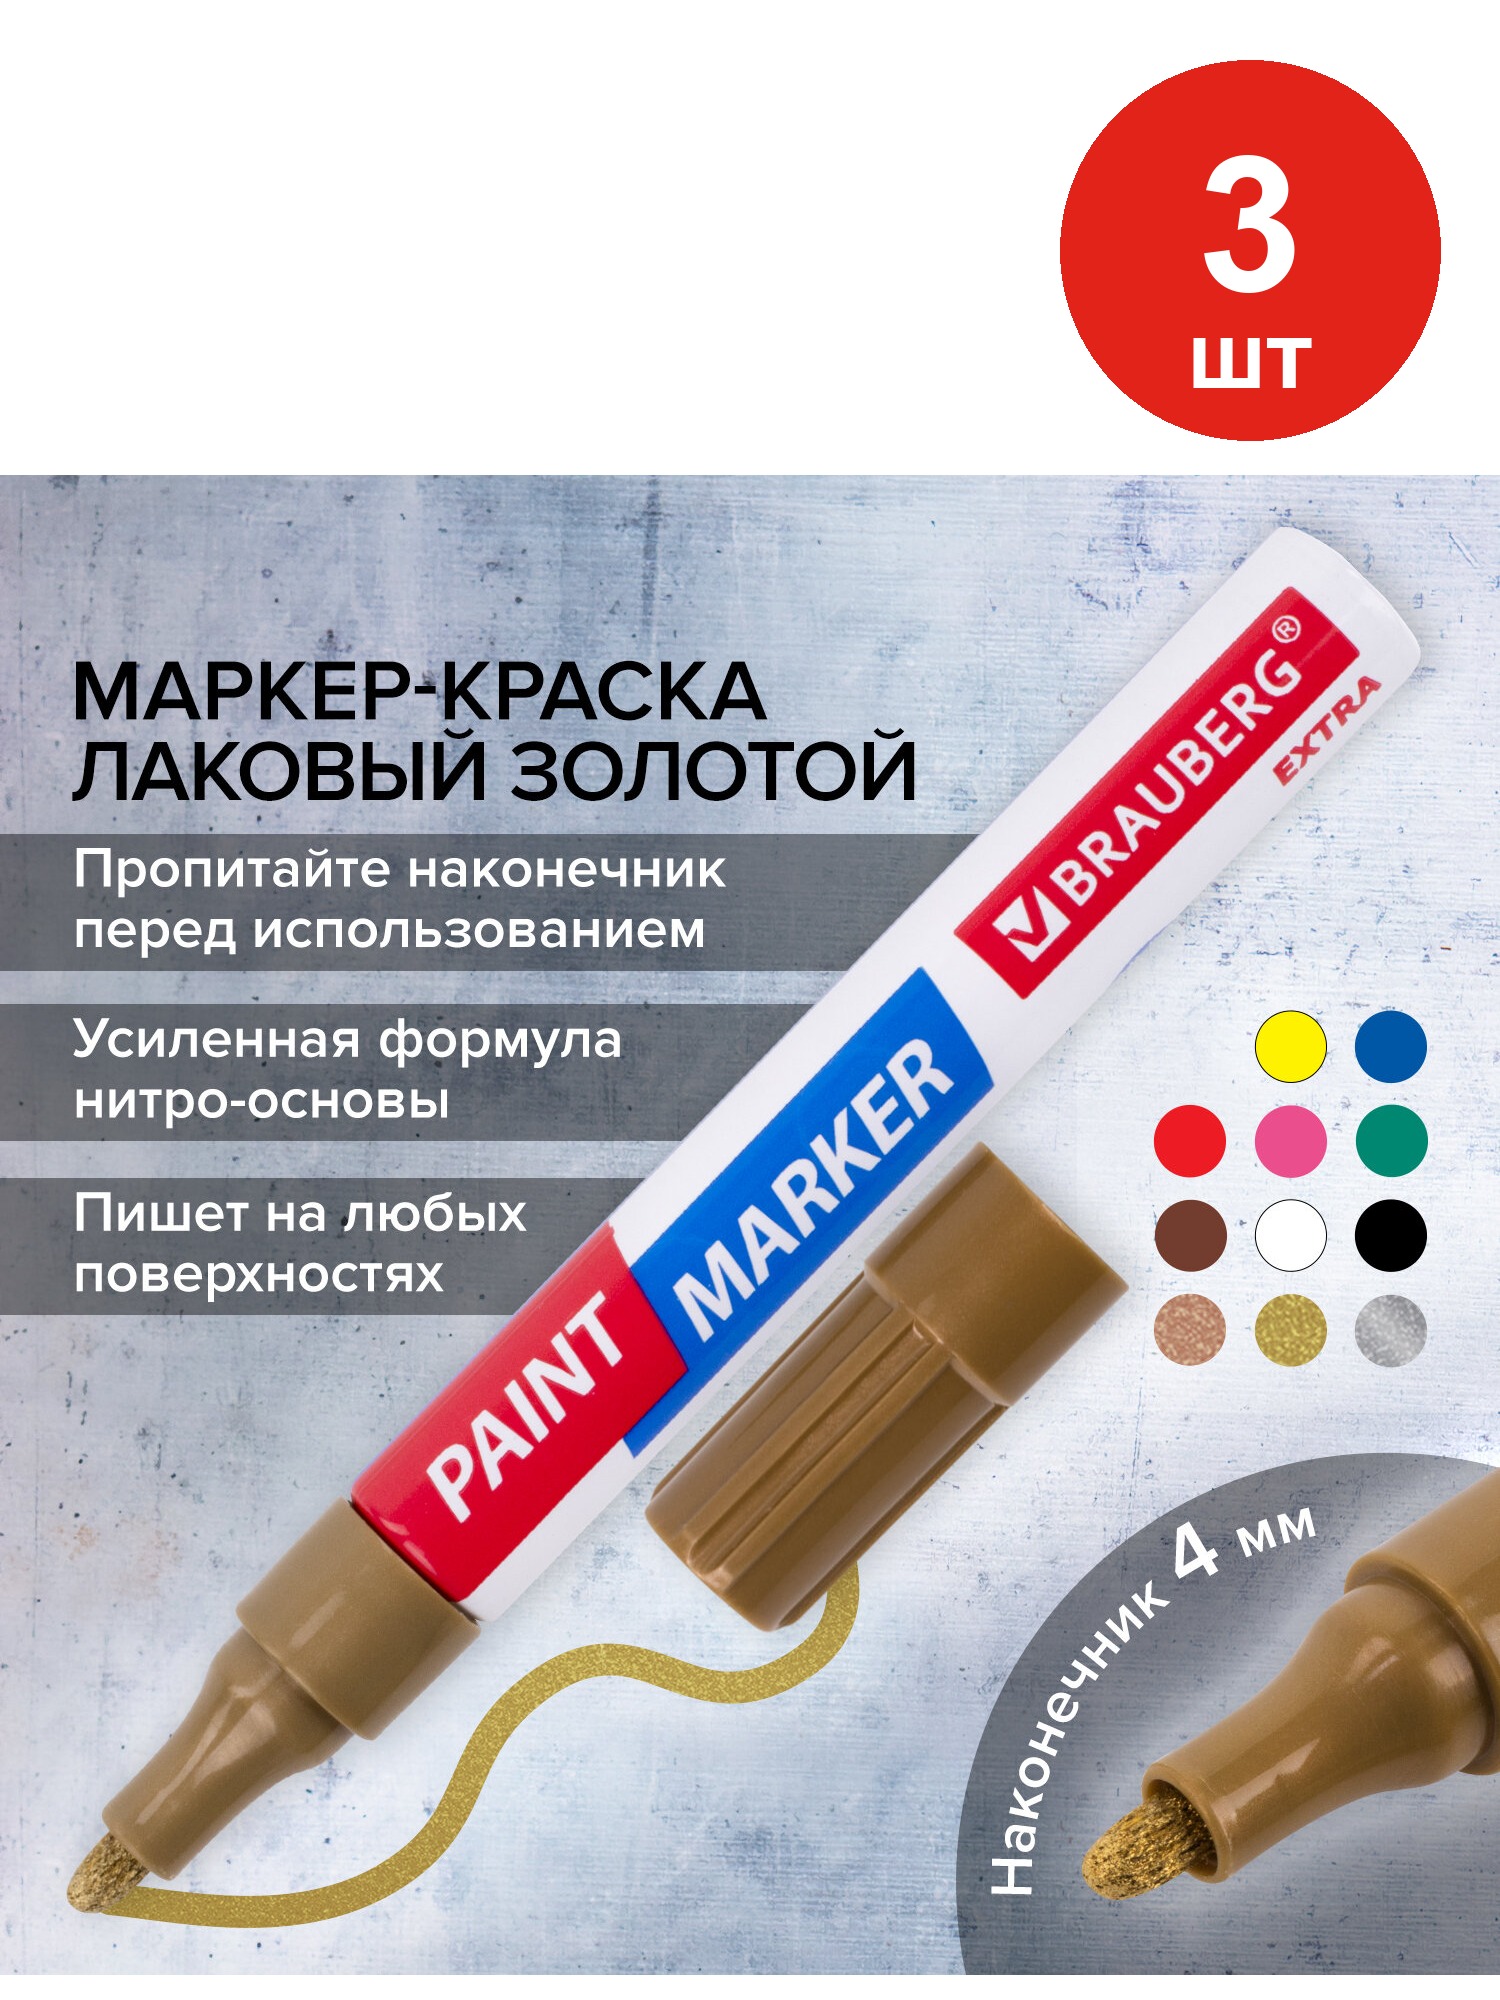 3
шт
МАРКЕР-КРАСКА
ЛАКОВЫЙ ЗОЛОТОЙ
Пропитайте наконечник
перед использованием
Усиленная формула
нитро-основы
Пишет на любых
поверхностях
BRAUBERG®
EXTRA
PAINT MARKER
Наконечник 4 мм